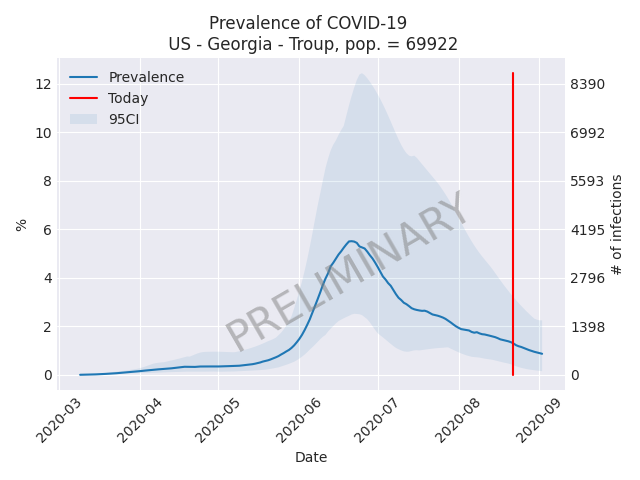 Prevalence of COVID-19
US - Georgia - Troup, pop. = 69922
Prevalence
Today
95CI
PRELIMINARY
%
12
10
8
6
4
2
0
8390
6992
5593
4195
2796
1398
0
# of infections
2020-03
2020-04
2020-05
2020-06
2020-07
2020-08
2020-09
Date